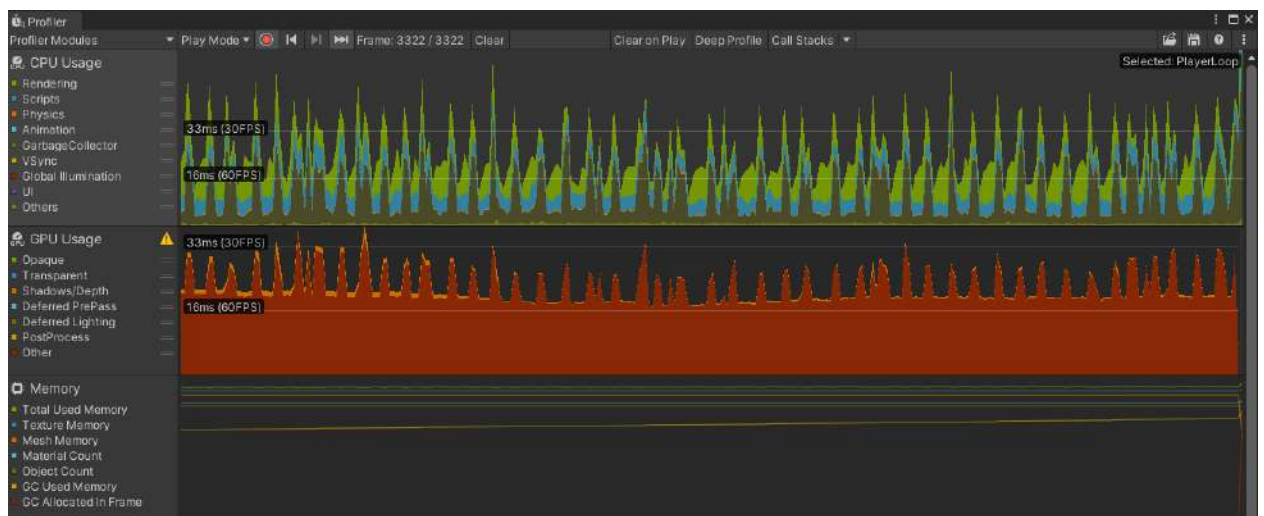 Profiler
Profiler Modules Play Mode Frame: 3322 / 3322 Clear Clear on Play Deep Profile Call Stacks
CPU Usage
Selected: PlayerLoop
Rendering
Scripts
Physics
Animation
GarbageCollector
VSync
Global Illumination
UI
Others
33ms (30FPS)
16ms (60FPS)
GPU Usage
Opaque
Transparent
Shadows/Depth
Deferred PrePass
Deferred Lighting
PostProcess
Other
33ms (30FPS)
16ms (60FPS)
Memory
Total Used Memory
Texture Memory
Mesh Memory
Material Count
Object Count
GC Used Memory
GC Allocated In Frame